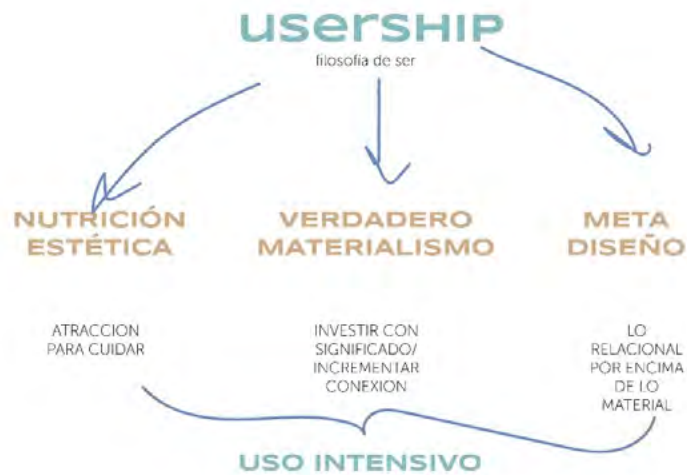 userSHIP
filosofía de ser
NUTRICIÓN
ESTÉTICA
VERDADERO
MATERIALISMO
META
DISEÑO
ATRACCION
PARA CUIDAR
INVESTIR CON
SIGNIFICADO/
INCREMENTAR
CONEXION
LO
RELACIONAL
POR ENCIMA
DE LO
MATERIAL
USO INTENSIVO